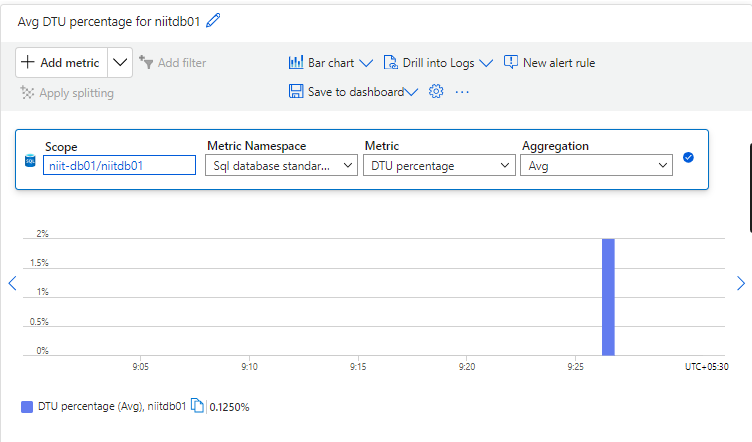 Avg DTU percentage for niitdb01
Add metric
Add filter
Bar chart
Drill into Logs
New alert rule
Apply splitting
Save to dashboard
...
Scope
Metric Namespace
Metric
Aggregation
SQL
niit-db01/niitdb01
Sql database standar...
DTU percentage
Avg
2%
1.5%
1%
0.5%
0%
9:05
9:10
9:15
9:20
9:25
UTC+05:30
DTU percentage (Avg), niitdb01
0.1250%